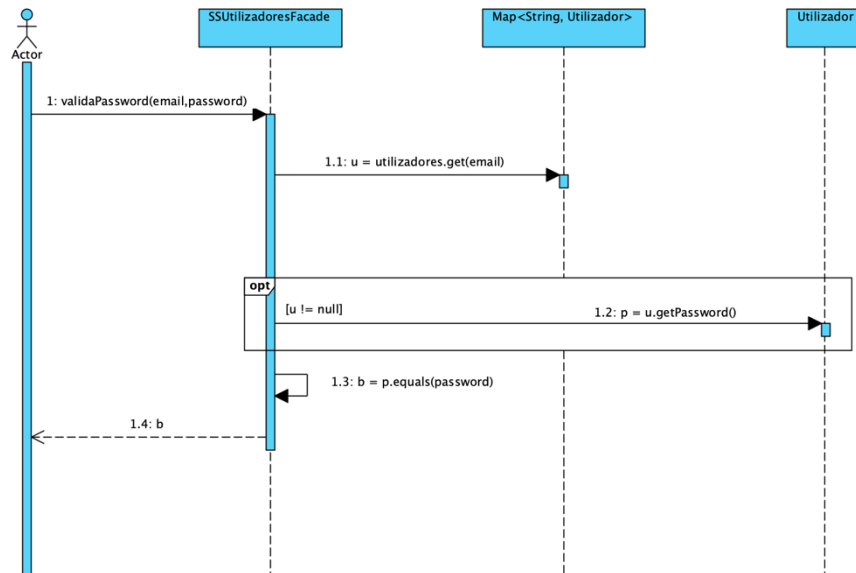 SSUtilizadoresFacade
Map<String, Utilizador>
Utilizador
Actor
1: validaPassword(email,password)
1.1: u = utilizadores.get(email)
opt
[u != null]
1.2: p = u.getPassword()
1.3: b = p.equals(password)
1.4: b